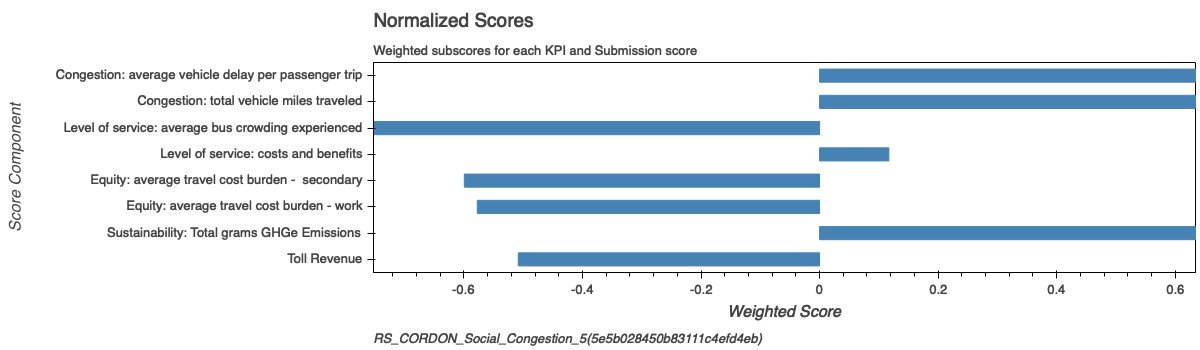 Normalized Scores
Weighted subscores for each KPI and Submission score
Score Component
Congestion: average vehicle delay per passenger trip
Congestion: total vehicle miles traveled
Level of service: average bus crowding experienced
Level of service: costs and benefits
Equity: average travel cost burden -  secondary
Equity: average travel cost burden - work
Sustainability: Total grams GHGe Emissions
Toll Revenue
-0.6 -0.4 -0.2 0 0.2 0.4 0.6
Weighted Score
RS_CORDON_Social_Congestion_5(5e5b028450b83111c4efd4eb)